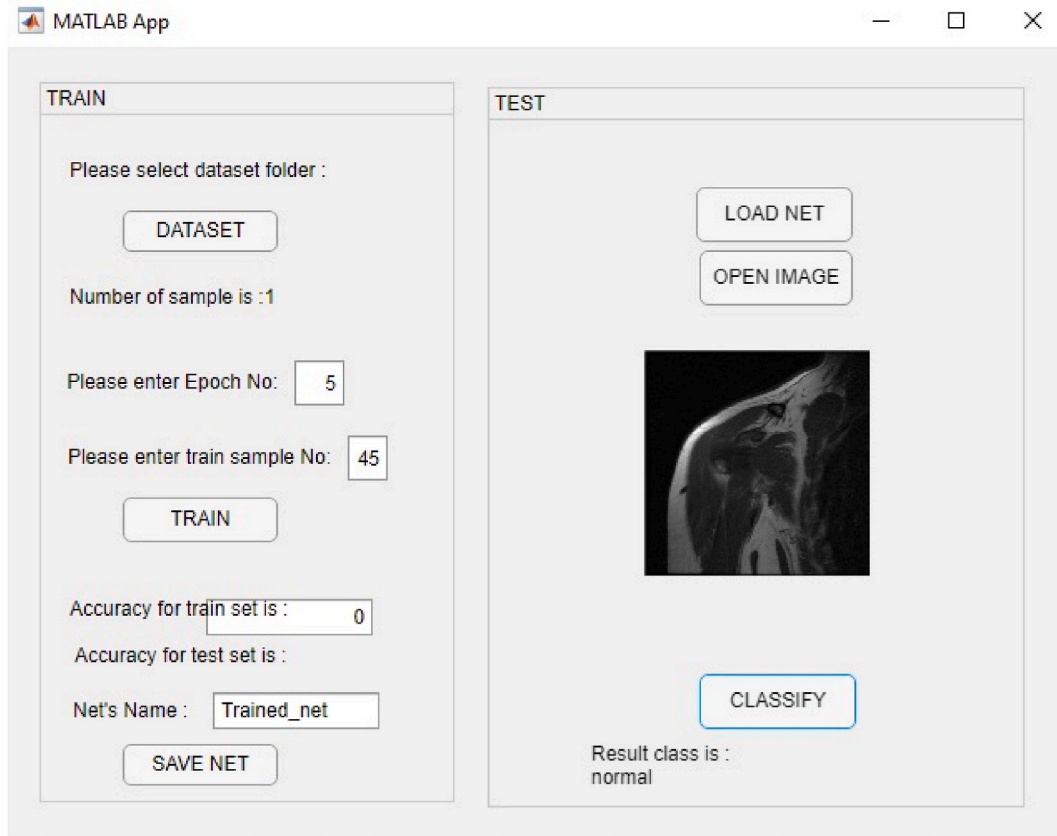 MATLAB App
TRAIN
Please select dataset folder :
DATASET
Number of sample is :1
Please enter Epoch No: 5
Please enter train sample No: 45
TRAIN
Accuracy for train set is : 0
Accuracy for test set is :
Net's Name : Trained_net
SAVE NET
TEST
LOAD NET
OPEN IMAGE
CLASSIFY
Result class is :
normal